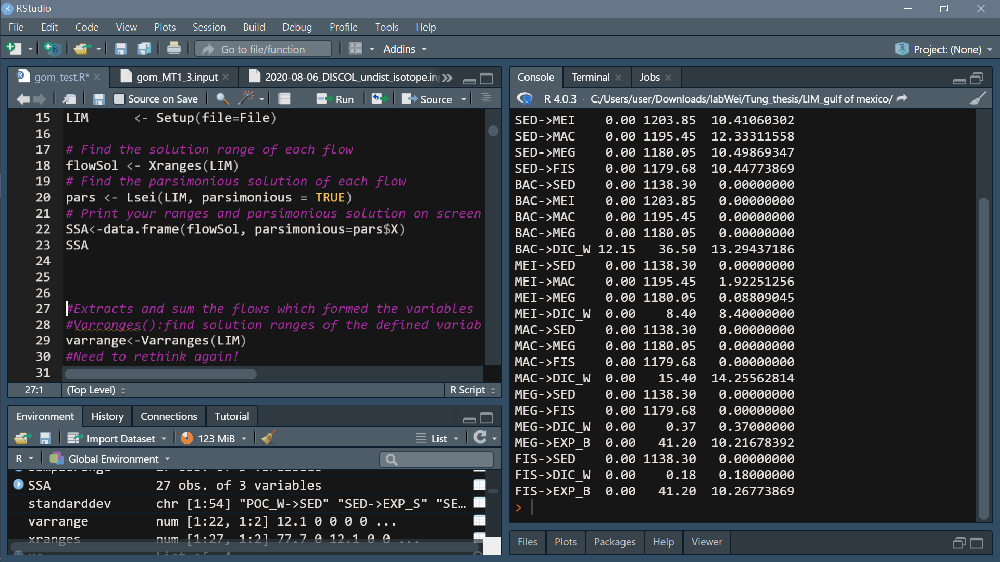 RStudio
File Edit Code View Plots Session Build Debug Profile Tools Help
Go to file/function Addins Project: (None)
gom_test.R* gom_MT1_3.input 2020-08-06_DISCOL_undist_isotope.in
Source on Save Run Source
15 LIM <- Setup(file=File)
16
17 # Find the solution range of each flow
18 flowSol <- Xranges(LIM)
19 # Find the parsimonious solution of each flow
20 pars <- Lsei(LIM, parsimonious = TRUE)
21 # Print your ranges and parsimonious solution on screen
22 SSA<-data.frame(flowSol, parsimonious=pars$X)
23 SSA
24
25
26
27 #Extracts and sum the flows which formed the variables
28 #Varranges():find solution ranges of the defined variab
29 varrange<-Varranges(LIM)
30 #Need to rethink again!
31
27:1 (Top Level) R Script
Environment History Connections Tutorial
Import Dataset 123 MiB List
R Global Environment
SSA 27 obs. of 3 variables
standarddev chr [1:54] "POC_W->SED" "SED->EXP_S" "SE…
varrange num [1:22, 1:2] 12.1 0 0 0 0 ...
xranges num [1:27, 1:2] 77.7 0 12.1 0 0 ...
Console Terminal Jobs
R 4.0.3 · C:/Users/user/Downloads/labWei/Tung_thesis/LIM_gulf of mexico/
SED->MEI 0.00 1203.85 10.41060302
SED->MAC 0.00 1195.45 12.33311558
SED->MEG 0.00 1180.05 10.49869347
SED->FIS 0.00 1179.68 10.44773869
BAC->SED 0.00 1138.30 0.00000000
BAC->MEI 0.00 1203.85 0.00000000
BAC->MAC 0.00 1195.45 0.00000000
BAC->MEG 0.00 1180.05 0.00000000
BAC->DIC_W 12.15 36.50 13.29437186
MEI->SED 0.00 1138.30 0.00000000
MEI->MAC 0.00 1195.45 1.92251256
MEI->MEG 0.00 1180.05 0.08809045
MEI->DIC_W 0.00 8.40 8.40000000
MAC->SED 0.00 1138.30 0.00000000
MAC->MEG 0.00 1180.05 0.00000000
MAC->FIS 0.00 1179.68 0.00000000
MAC->DIC_W 0.00 15.40 14.25562814
MEG->SED 0.00 1138.30 0.00000000
MEG->FIS 0.00 1179.68 0.00000000
MEG->DIC_W 0.00 0.37 0.37000000
MEG->EXP_B 0.00 41.20 10.21678392
FIS->SED 0.00 1138.30 0.00000000
FIS->DIC_W 0.00 0.18 0.18000000
FIS->EXP_B 0.00 41.20 10.26773869
>
Files Plots Packages Help Viewer